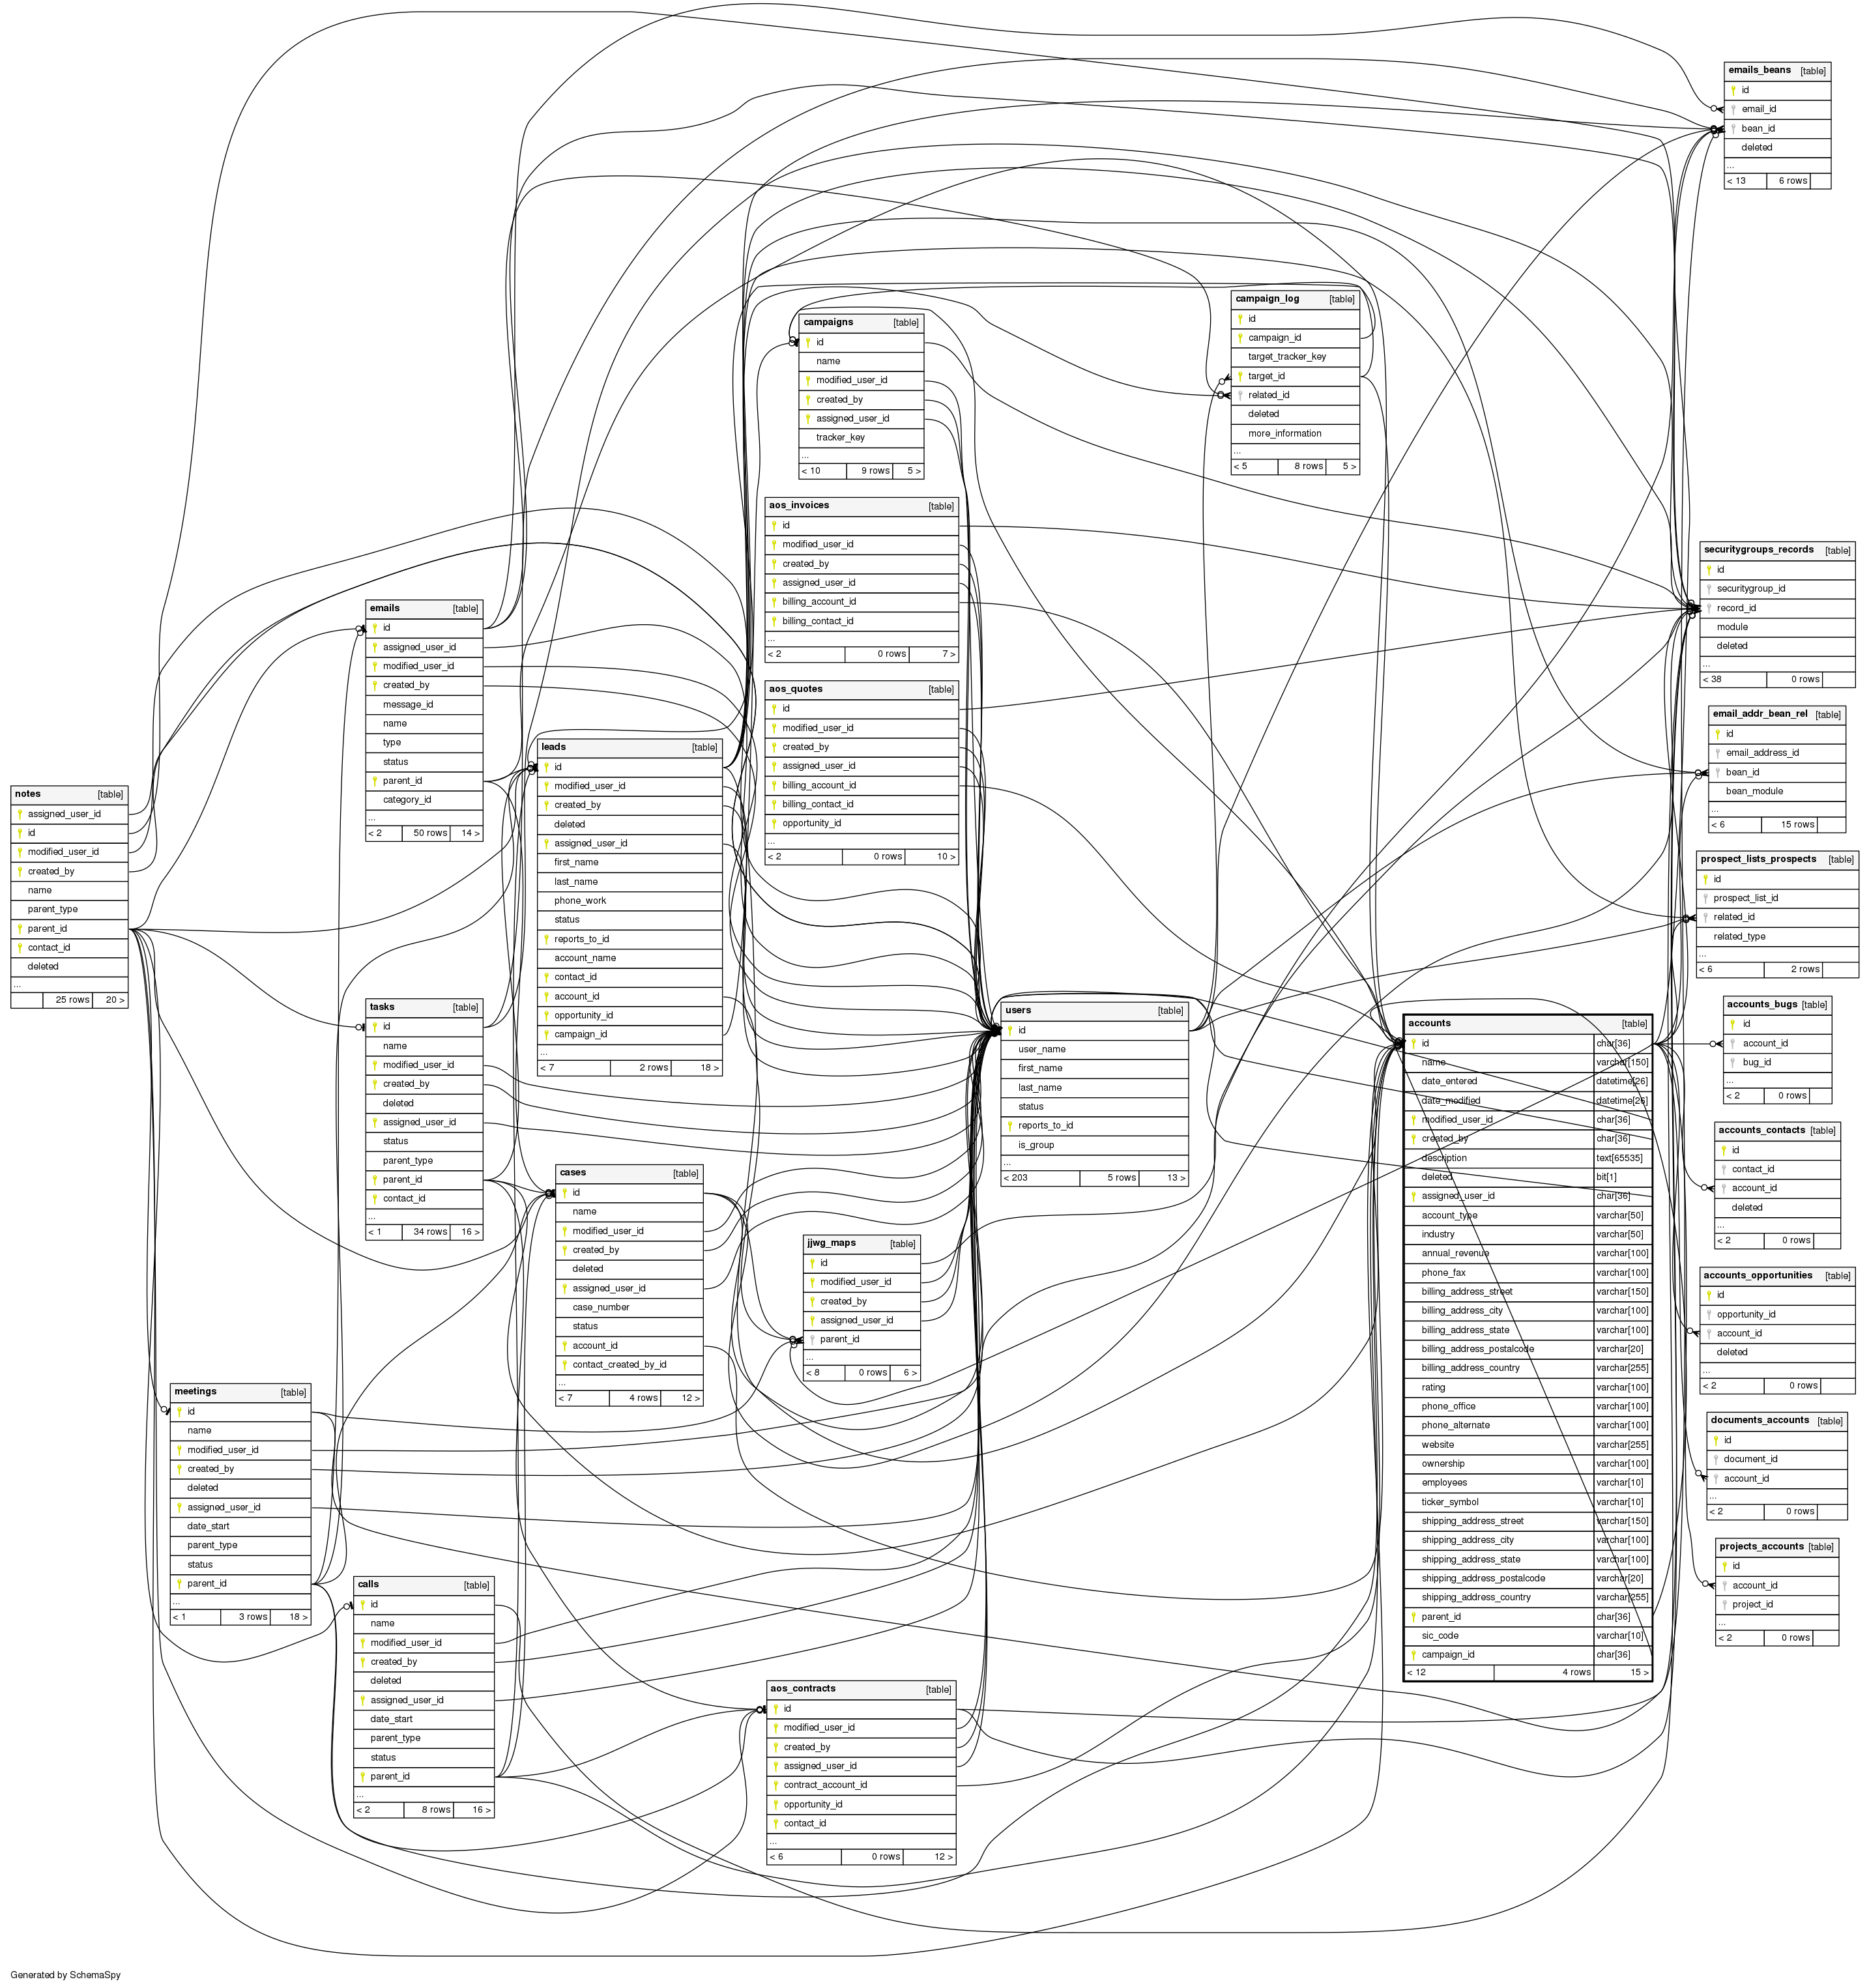 emails_beans [table]
id
email_id
bean_id
deleted
...
< 13 6 rows
campaign_log [table]
id
campaign_id
target_tracker_key
target_id
related_id
deleted
more_information
...
< 5 8 rows 5 >
campaigns [table]
id
name
modified_user_id
created_by
assigned_user_id
tracker_key
...
< 10 9 rows 5 >
aos_invoices [table]
id
modified_user_id
created_by
assigned_user_id
billing_account_id
billing_contact_id
...
< 2 0 rows 7 >
securitygroups_records [table]
id
securitygroup_id
record_id
module
deleted
...
< 38 0 rows
emails [table]
id
assigned_user_id
modified_user_id
created_by
message_id
name
type
status
parent_id
category_id
...
< 2 50 rows 14 >
aos_quotes [table]
id
modified_user_id
created_by
assigned_user_id
billing_account_id
billing_contact_id
opportunity_id
...
< 2 0 rows 10 >
email_addr_bean_rel [table]
id
email_address_id
bean_id
bean_module
...
< 6 15 rows
leads [table]
id
modified_user_id
created_by
deleted
assigned_user_id
first_name
last_name
phone_work
status
reports_to_id
account_name
contact_id
account_id
opportunity_id
campaign_id
...
< 7 2 rows 18 >
notes [table]
assigned_user_id
id
modified_user_id
created_by
name
parent_type
parent_id
contact_id
deleted
...
25 rows 20 >
prospect_lists_prospects [table]
id
prospect_list_id
related_id
related_type
...
< 6 2 rows
tasks [table]
id
name
modified_user_id
created_by
deleted
assigned_user_id
status
parent_type
parent_id
contact_id
...
< 1 34 rows 16 >
users [table]
id
user_name
first_name
last_name
status
reports_to_id
is_group
...
< 203 5 rows 13 >
accounts [table]
id char[36]
name varchar[150]
date_entered datetime[26]
date_modified datetime[26]
modified_user_id char[36]
created_by char[36]
description text[65535]
deleted bit[1]
assigned_user_id char[36]
account_type varchar[50]
industry varchar[50]
annual_revenue varchar[100]
phone_fax varchar[100]
billing_address_street varchar[150]
billing_address_city varchar[100]
billing_address_state varchar[100]
billing_address_postalcode varchar[20]
billing_address_country varchar[255]
rating varchar[100]
phone_office varchar[100]
phone_alternate varchar[100]
website varchar[255]
ownership varchar[100]
employees varchar[10]
ticker_symbol varchar[10]
shipping_address_street varchar[150]
shipping_address_city varchar[100]
shipping_address_state varchar[100]
shipping_address_postalcode varchar[20]
shipping_address_country varchar[255]
parent_id char[36]
sic_code varchar[10]
campaign_id char[36]
< 12 4 rows 15 >
accounts_bugs [table]
id
account_id
bug_id
...
< 2 0 rows
accounts_contacts [table]
id
contact_id
account_id
deleted
...
< 2 0 rows
cases [table]
id
name
modified_user_id
created_by
deleted
assigned_user_id
case_number
status
account_id
contact_created_by_id
...
< 7 4 rows 12 >
jjwg_maps [table]
id
modified_user_id
created_by
assigned_user_id
parent_id
...
< 8 0 rows 6 >
accounts_opportunities [table]
id
opportunity_id
account_id
deleted
...
< 2 0 rows
meetings [table]
id
name
modified_user_id
created_by
deleted
assigned_user_id
date_start
parent_type
status
parent_id
...
< 1 3 rows 18 >
documents_accounts [table]
id
document_id
account_id
...
< 2 0 rows
projects_accounts [table]
id
account_id
project_id
...
< 2 0 rows
calls [table]
id
name
modified_user_id
created_by
deleted
assigned_user_id
date_start
parent_type
status
parent_id
...
< 2 8 rows 16 >
aos_contracts [table]
id
modified_user_id
created_by
assigned_user_id
contract_account_id
opportunity_id
contact_id
...
< 6 0 rows 12 >
Generated by SchemaSpy